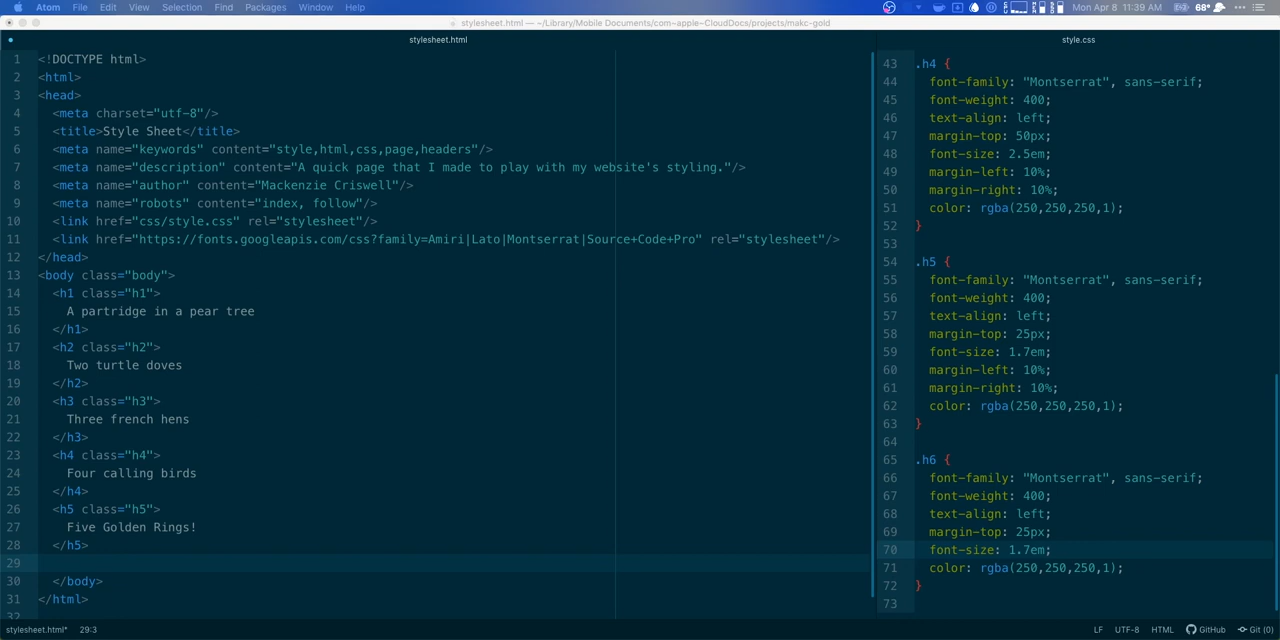 Atom File Edit View Selection Find Packages Window Help
Mon Apr 8 11:39 AM 68°
stylesheet.html — ~/Library/Mobile Documents/com~apple~CloudDocs/projects/makc-gold
stylesheet.html
1 <!DOCTYPE html>
2 <html>
3 <head>
4 <meta charset="utf-8"/>
5 <title>Style Sheet</title>
6 <meta name="keywords" content="style,html,css,page,headers"/>
7 <meta name="description" content="A quick page that I made to play with my website's styling."/>
8 <meta name="author" content="Mackenzie Criswell"/>
9 <meta name="robots" content="index, follow"/>
10 <link href="css/style.css" rel="stylesheet"/>
11 <link href="https://fonts.googleapis.com/css?family=Amiri|Lato|Montserrat|Source+Code+Pro" rel="stylesheet"/>
12 </head>
13 <body class="body">
14 <h1 class="h1">
15 A partridge in a pear tree
16 </h1>
17 <h2 class="h2">
18 Two turtle doves
19 </h2>
20 <h3 class="h3">
21 Three french hens
22 </h3>
23 <h4 class="h4">
24 Four calling birds
25 </h4>
26 <h5 class="h5">
27 Five Golden Rings!
28 </h5>
29
30 </body>
31 </html>
32
style.css
43 .h4 {
44 font-family: "Montserrat", sans-serif;
45 font-weight: 400;
46 text-align: left;
47 margin-top: 50px;
48 font-size: 2.5em;
49 margin-left: 10%;
50 margin-right: 10%;
51 color: rgba(250,250,250,1);
52 }
53
54 .h5 {
55 font-family: "Montserrat", sans-serif;
56 font-weight: 400;
57 text-align: left;
58 margin-top: 25px;
59 font-size: 1.7em;
60 margin-left: 10%;
61 margin-right: 10%;
62 color: rgba(250,250,250,1);
63 }
64
65 .h6 {
66 font-family: "Montserrat", sans-serif;
67 font-weight: 400;
68 text-align: left;
69 margin-top: 25px;
70 font-size: 1.7em;
71 color: rgba(250,250,250,1);
72 }
73
stylesheet.html* 29:3
LF UTF-8 HTML GitHub Git (0)